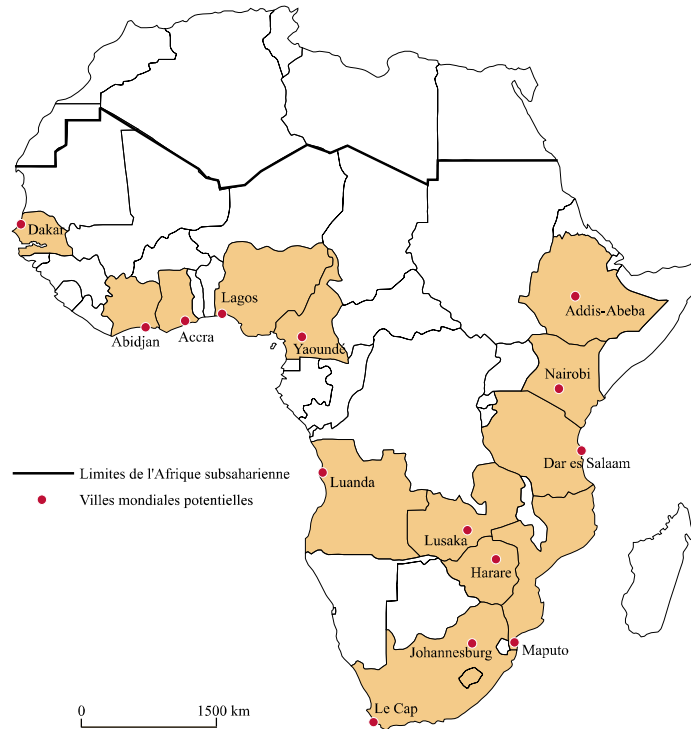 Dakar
Lagos
Abidjan
Accra
Yaoundé
Addis-Abeba
Nairobi
Dar es Salaam
Limites de l'Afrique subsaharienne
Villes mondiales potentielles
Luanda
Lusaka
Harare
Johannesburg
Maputo
Le Cap
0 1500 km